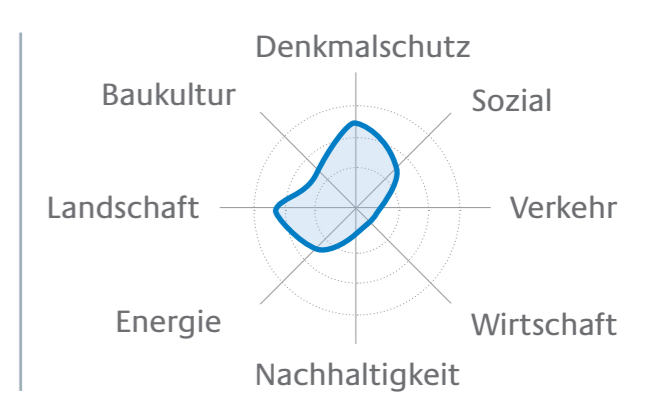 Denkmalschutz
Baukultur
Sozial
Landschaft
Verkehr
Energie
Wirtschaft
Nachhaltigkeit